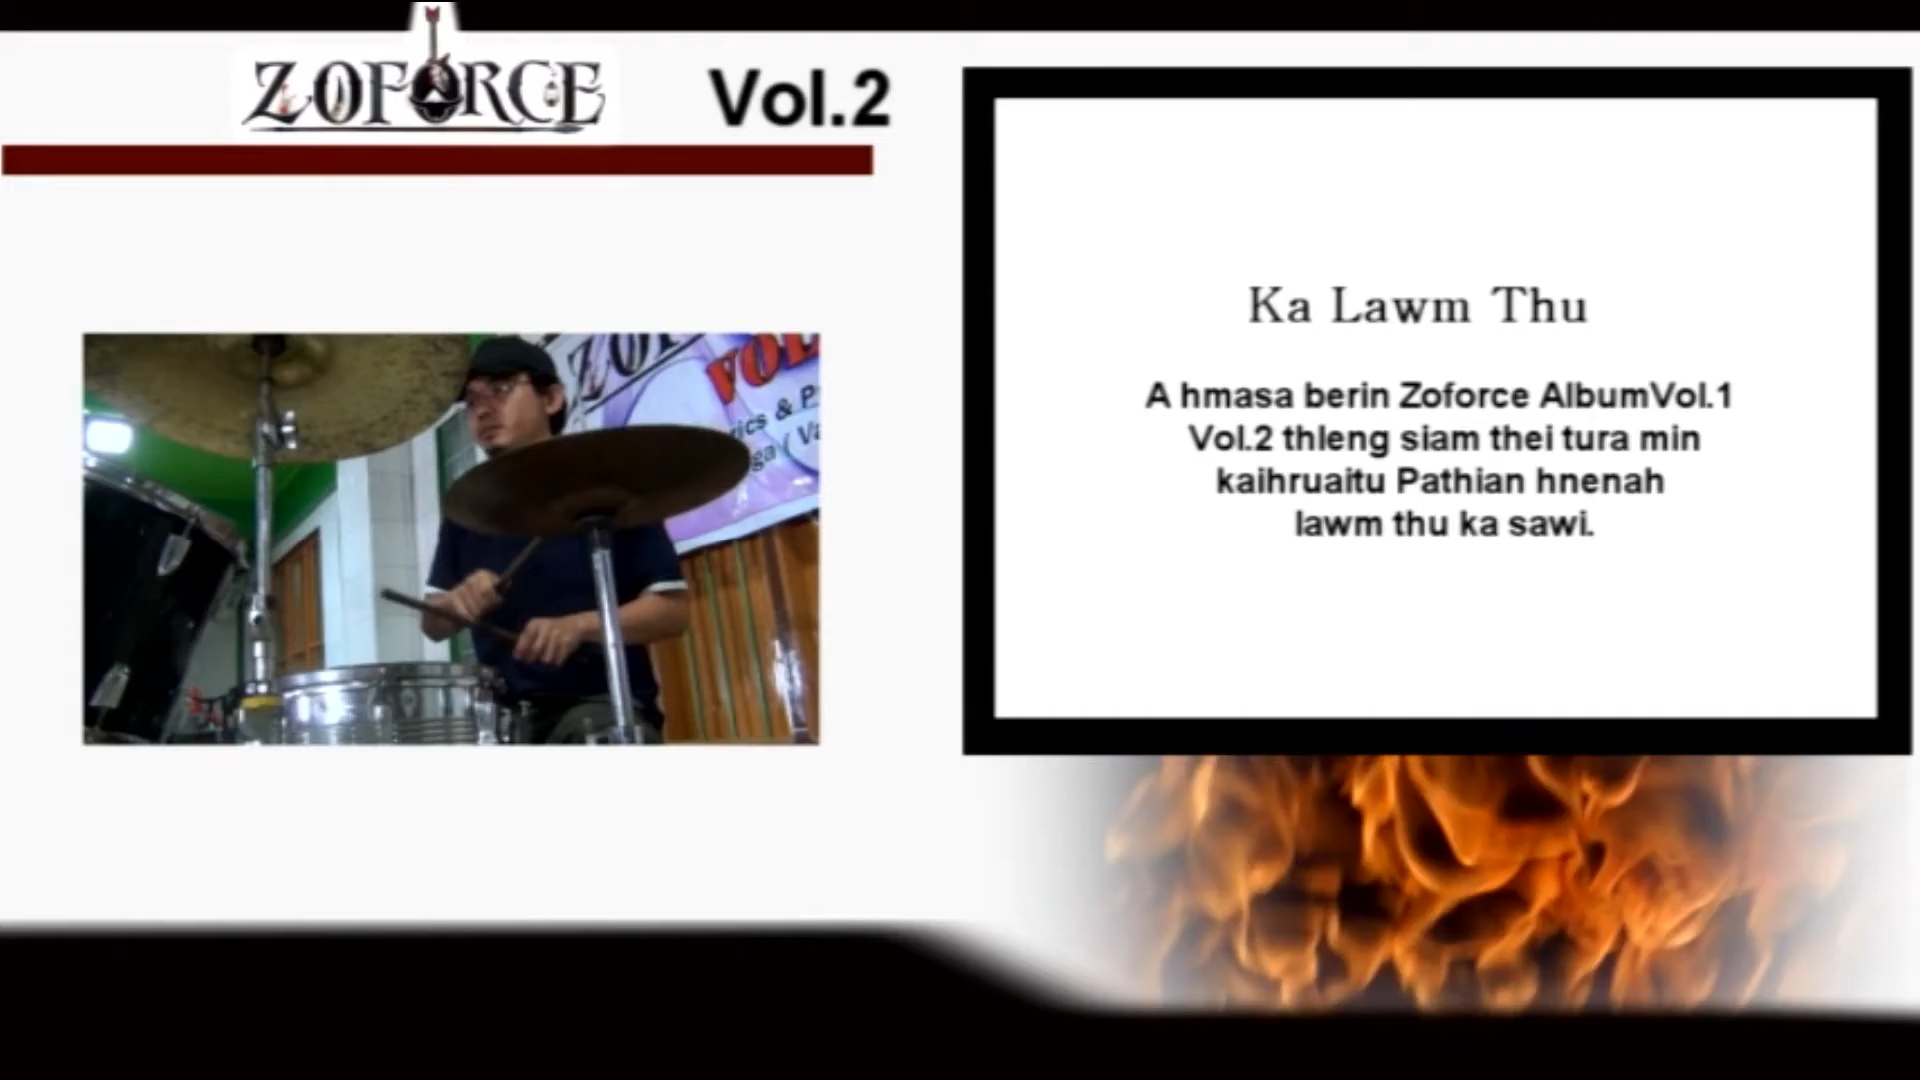 ZOFORCE Vol.2
Ka Lawm Thu
A hmasa berin Zoforce AlbumVol.1
Vol.2 thleng siam thei tura min
kaihruaitu Pathian hnenah
lawm thu ka sawi.